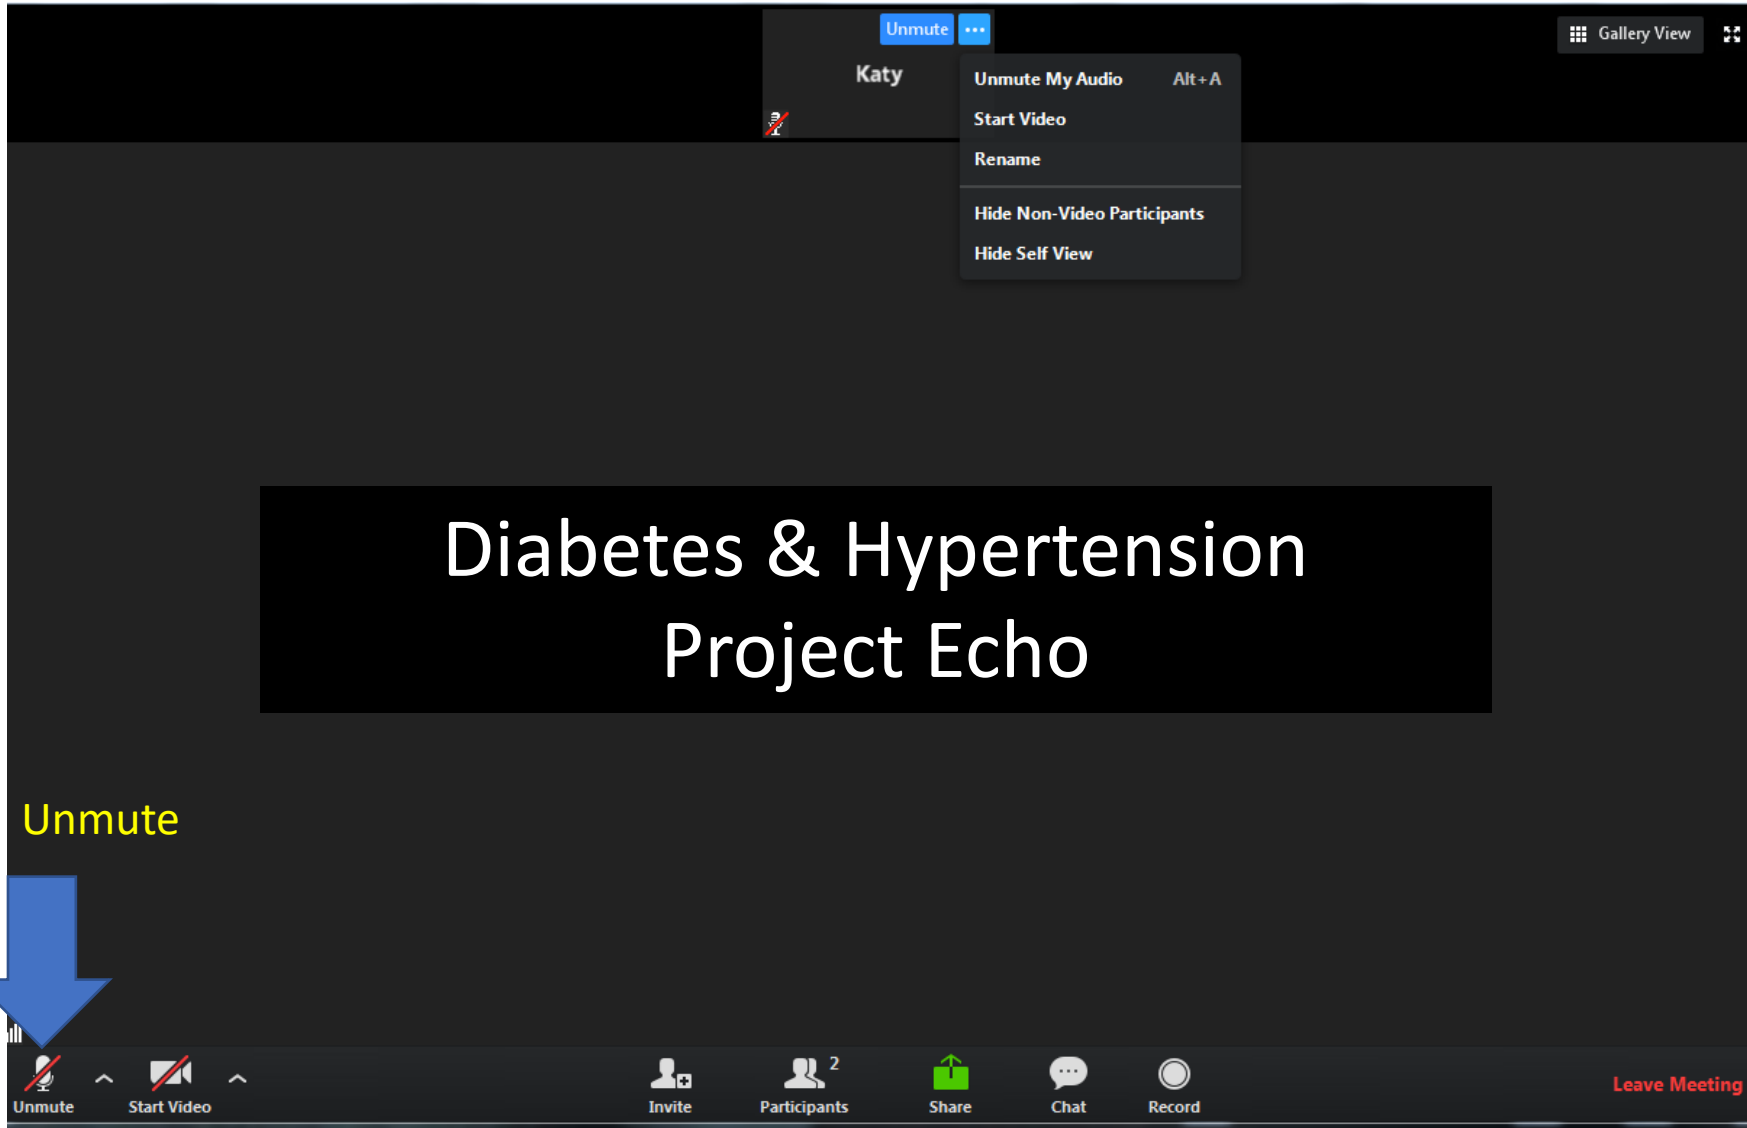 Unmute ···
Gallery View
Katy
Unmute My Audio Alt+A
Start Video
Rename
Hide Non-Video Participants
Hide Self View
Diabetes & Hypertension
Project Echo
Unmute
2
Unmute
Start Video
Invite
Participants
Share
Chat
Record
Leave Meeting